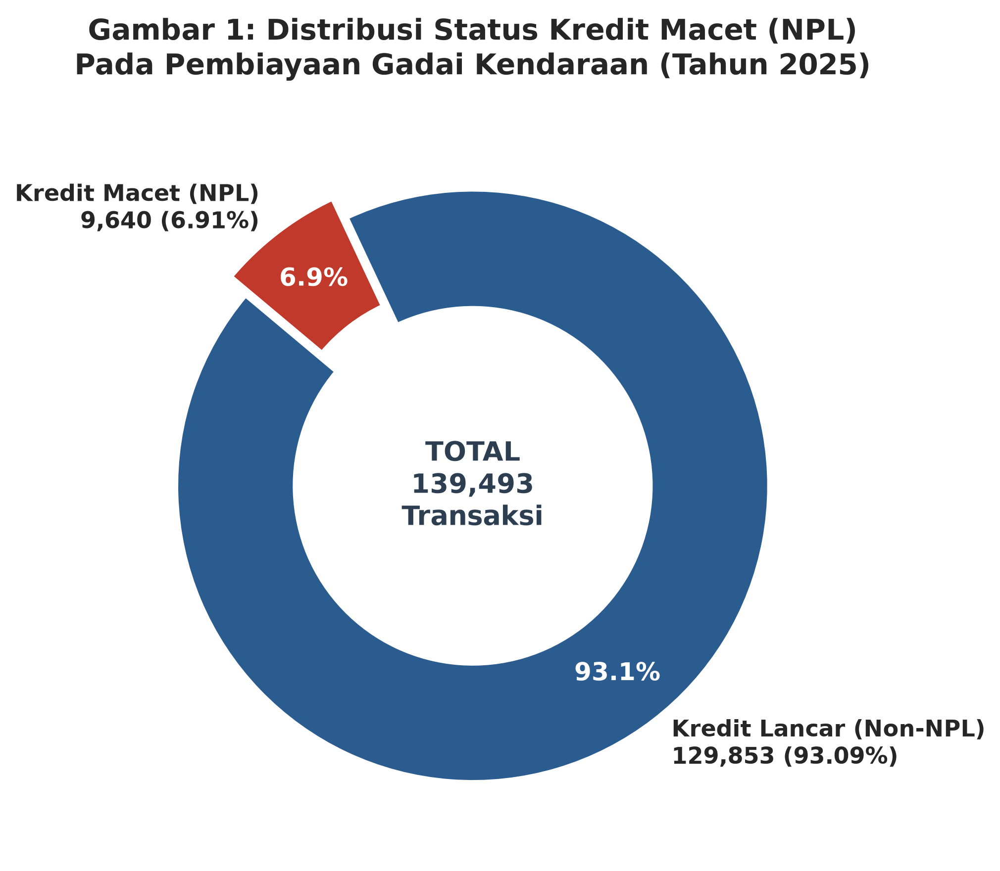 Gambar 1: Distribusi Status Kredit Macet (NPL)
Pada Pembiayaan Gadai Kendaraan (Tahun 2025)
Kredit Macet (NPL)
9,640 (6.91%)
6.9%
TOTAL
139,493
Transaksi
93.1%
Kredit Lancar (Non-NPL)
129,853 (93.09%)